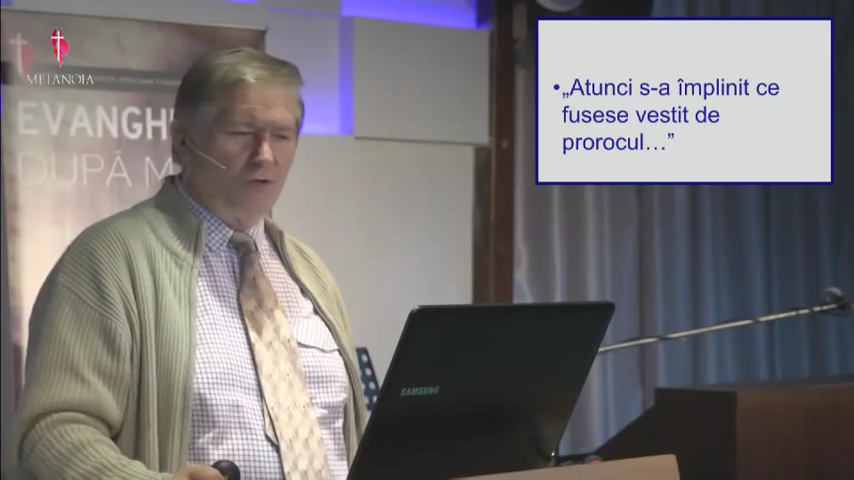 METANOIA
EVANGH
DUPĂ M
•„Atunci s-a împlinit ce
fusese vestit de
prorocul…”
SAMSUNG